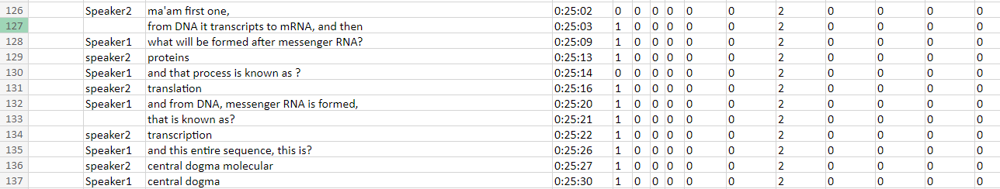 126 Speaker2 ma'am first one, 0:25:02 0 0 0 0 0 0 2 0 0 0 0
127 from DNA it transcripts to mRNA, and then 0:25:03 1 0 0 0 0 0 2 0 0 0 0
128 Speaker1 what will be formed after messenger RNA? 0:25:09 1 0 0 0 0 0 2 0 0 0 0
129 speaker2 proteins 0:25:13 1 0 0 0 0 0 2 0 0 0 0
130 Speaker1 and that process is known as ? 0:25:14 0 0 0 0 0 0 2 0 0 0 0
131 speaker2 translation 0:25:16 1 0 0 0 0 0 2 0 0 0 0
132 Speaker1 and from DNA, messenger RNA is formed, 0:25:20 1 0 0 0 0 0 2 0 0 0 0
133 that is known as? 0:25:21 1 0 0 0 0 0 2 0 0 0 0
134 speaker2 transcription 0:25:22 1 0 0 0 0 0 2 0 0 0 0
135 Speaker1 and this entire sequence, this is? 0:25:26 1 0 0 0 0 0 2 0 0 0 0
136 speaker2 central dogma molecular 0:25:27 1 0 0 0 0 0 2 0 0 0 0
137 Speaker1 central dogma 0:25:30 1 0 0 0 0 0 2 0 0 0 0